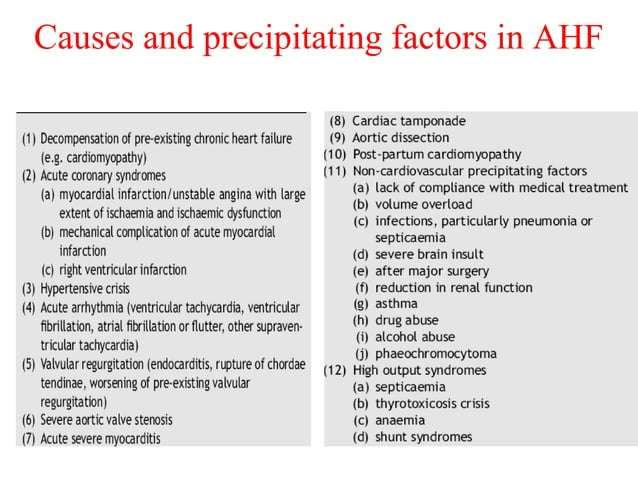 Causes and precipitating factors in AHF
(1) Decompensation of pre-existing chronic heart failure
(e.g. cardiomyopathy)
(2) Acute coronary syndromes
(a) myocardial infarction/unstable angina with large
extent of ischaemia and ischaemic dysfunction
(b) mechanical complication of acute myocardial
infarction
(c) right ventricular infarction
(3) Hypertensive crisis
(4) Acute arrhythmia (ventricular tachycardia, ventricular
fibrillation, atrial fibrillation or flutter, other supraven-
tricular tachycardia)
(5) Valvular regurgitation (endocarditis, rupture of chordae
tendinae, worsening of pre-existing valvular
regurgitation)
(6) Severe aortic valve stenosis
(7) Acute severe myocarditis
(8) Cardiac tamponade
(9) Aortic dissection
(10) Post-partum cardiomyopathy
(11) Non-cardiovascular precipitating factors
(a) lack of compliance with medical treatment
(b) volume overload
(c) infections, particularly pneumonia or
septicaemia
(d) severe brain insult
(e) after major surgery
(f) reduction in renal function
(g) asthma
(h) drug abuse
(i) alcohol abuse
(j) phaeochromocytoma
(12) High output syndromes
(a) septicaemia
(b) thyrotoxicosis crisis
(c) anaemia
(d) shunt syndromes